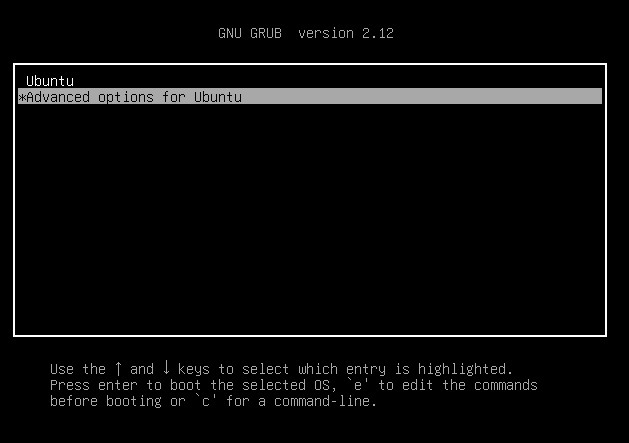 GNU GRUB  version 2.12
Ubuntu
*Advanced options for Ubuntu
Use the ↑ and ↓ keys to select which entry is highlighted.
Press enter to boot the selected OS, `e' to edit the commands
before booting or `c' for a command-line.